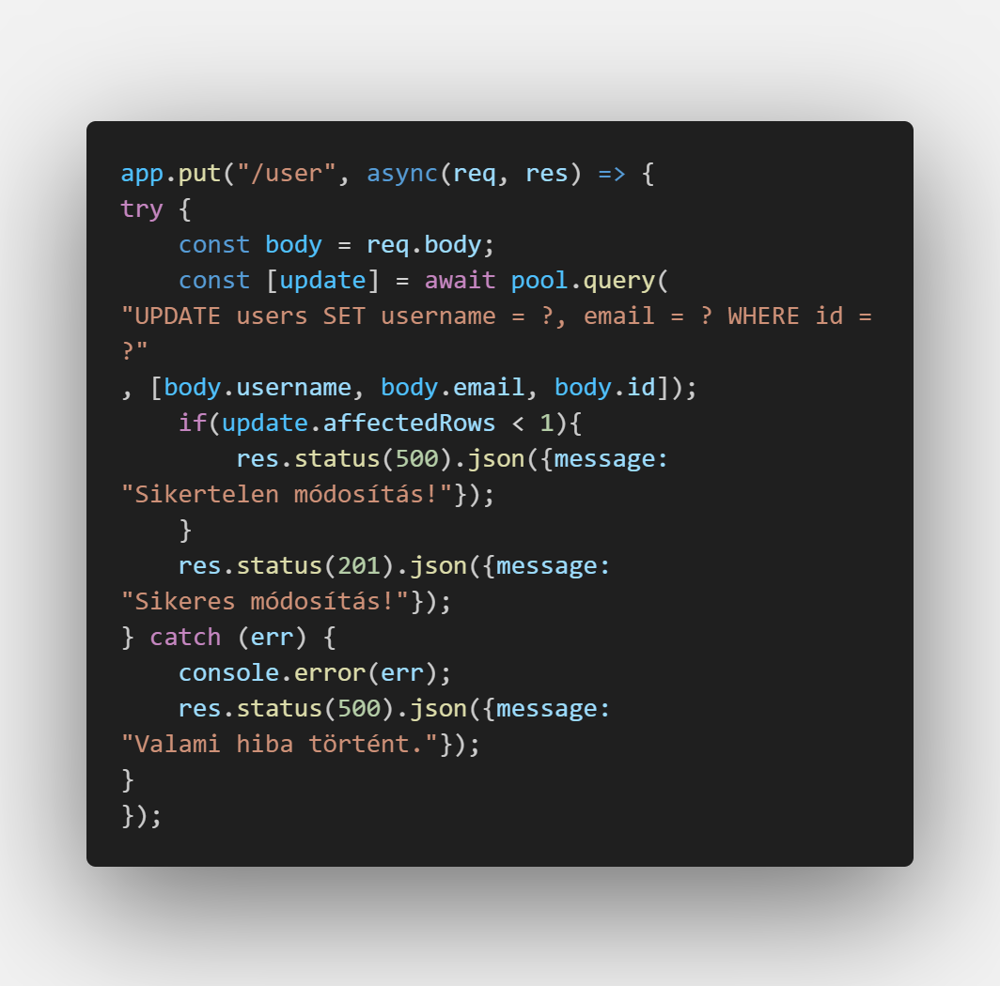 app.put("/user", async(req, res) => {
try {
    const body = req.body;
    const [update] = await pool.query(
"UPDATE users SET username = ?, email = ? WHERE id =
?"
, [body.username, body.email, body.id]);
    if(update.affectedRows < 1){
        res.status(500).json({message:
"Sikertelen módosítás!"});
    }
    res.status(201).json({message:
"Sikeres módosítás!"});
} catch (err) {
    console.error(err);
    res.status(500).json({message:
"Valami hiba történt."});
}
});